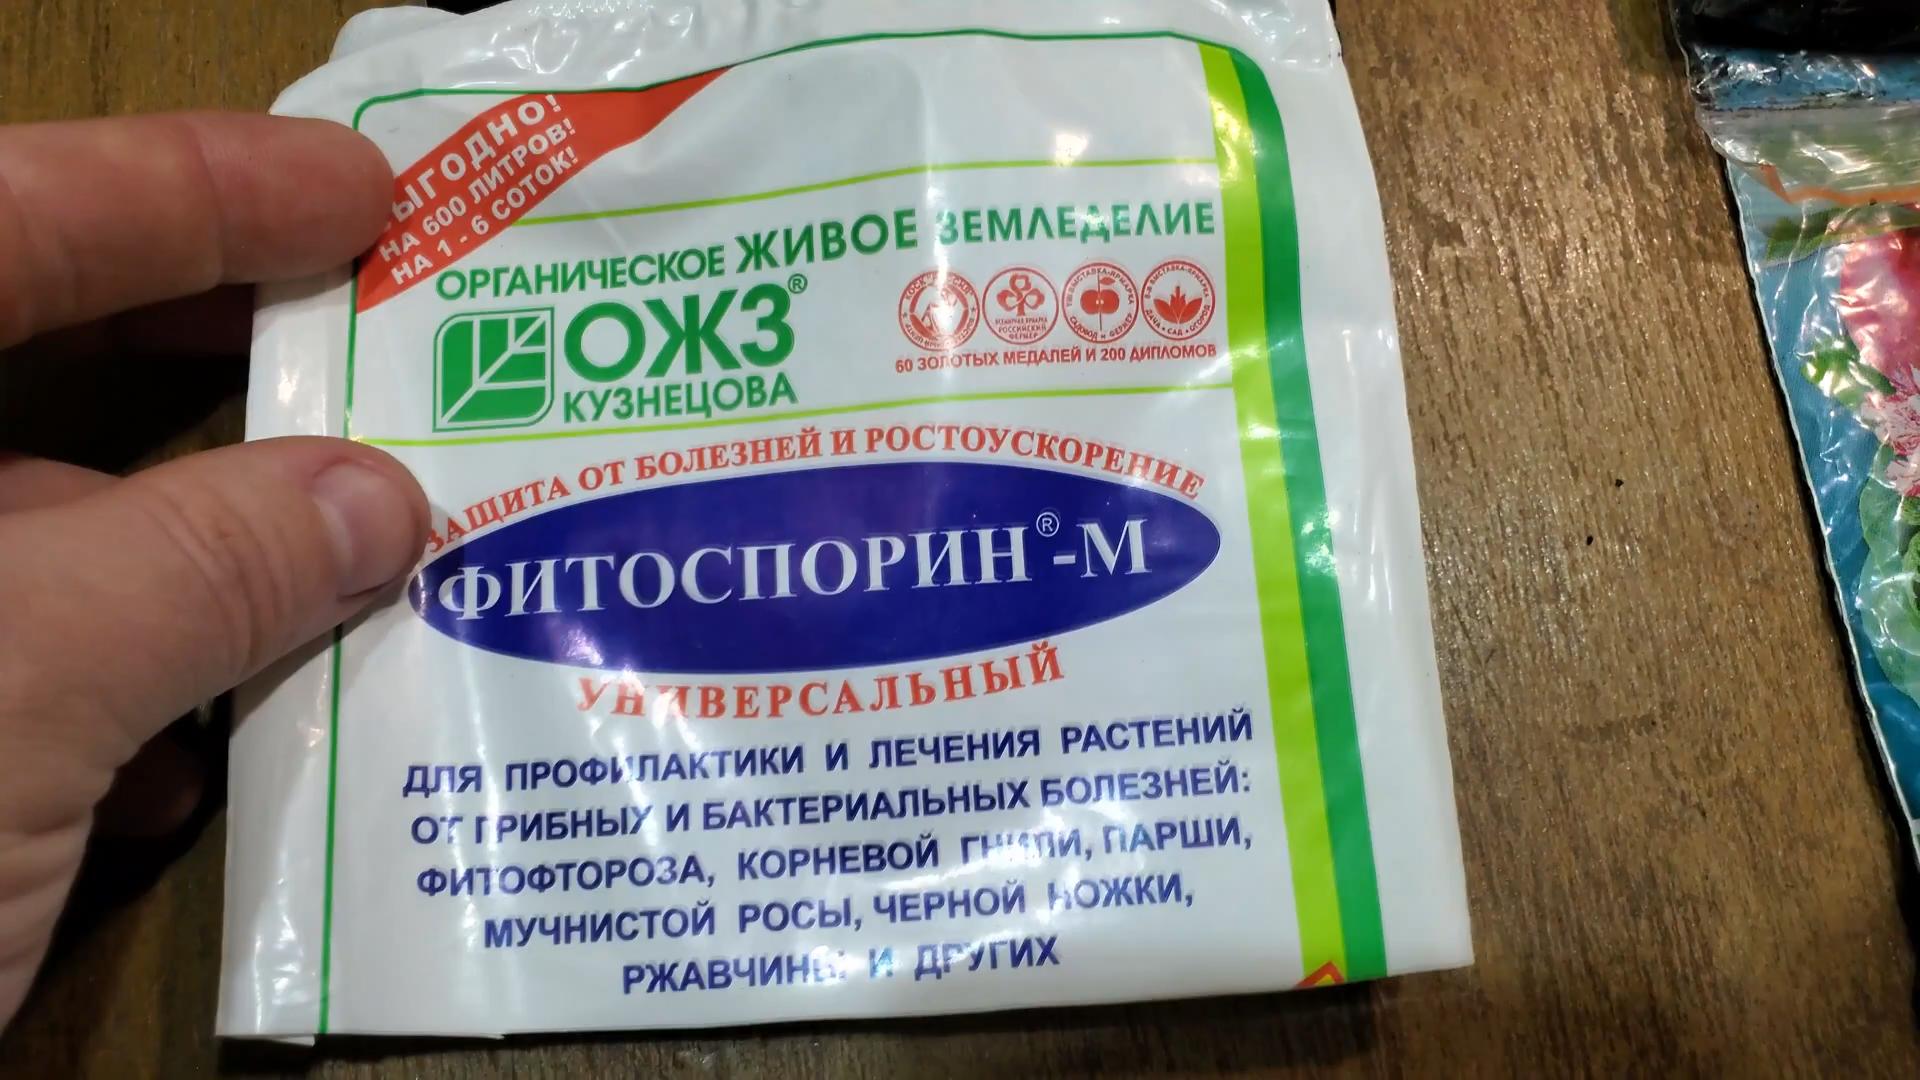 ВЫГОДНО!
НА 600 ЛИТРОВ!
НА 1 - 6 СОТОК!
ОРГАНИЧЕСКОЕ ЖИВОЕ ЗЕМЛЕДЕЛИЕ
ОЖЗ®
КУЗНЕЦОВА
60 ЗОЛОТЫХ МЕДАЛЕЙ И 200 ДИПЛОМОВ
ЗАЩИТА ОТ БОЛЕЗНЕЙ И РОСТОУСКОРЕНИЕ
ФИТОСПОРИН®-М
УНИВЕРСАЛЬНЫЙ
ДЛЯ ПРОФИЛАКТИКИ И ЛЕЧЕНИЯ РАСТЕНИЙ
ОТ ГРИБНЫХ И БАКТЕРИАЛЬНЫХ БОЛЕЗНЕЙ:
ФИТОФТОРОЗА, КОРНЕВОЙ ГНИЛИ, ПАРШИ,
МУЧНИСТОЙ РОСЫ, ЧЕРНОЙ НОЖКИ,
РЖАВЧИНЫ И ДРУГИХ